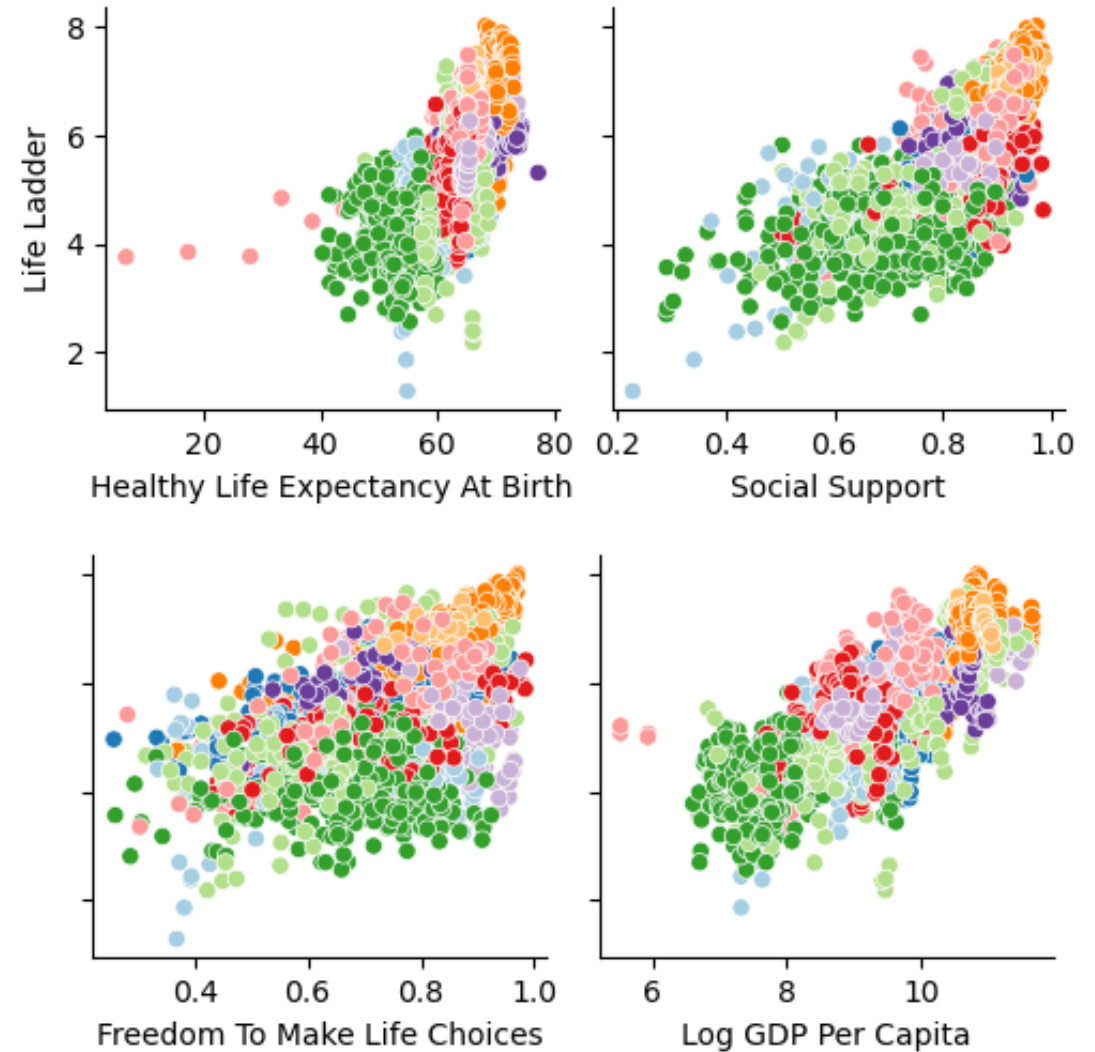 8
6
4
2
Life Ladder
20 40 60 80
Healthy Life Expectancy At Birth
0.2 0.4 0.6 0.8 1.0
Social Support
0.4 0.6 0.8 1.0
Freedom To Make Life Choices
6 8 10
Log GDP Per Capita